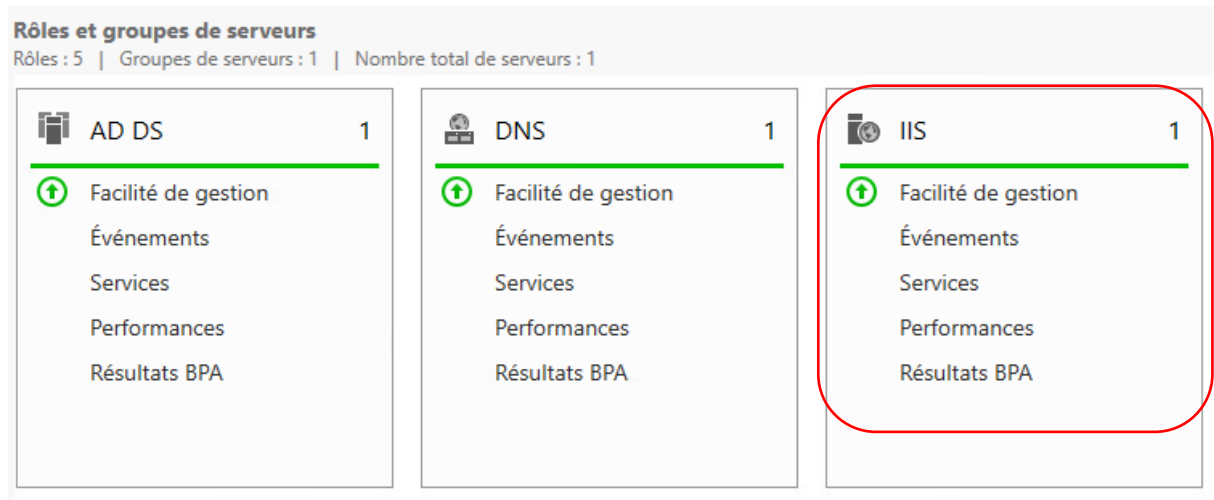 Rôles et groupes de serveurs
Rôles : 5 | Groupes de serveurs : 1 | Nombre total de serveurs : 1
AD DS 1
Facilité de gestion
Événements
Services
Performances
Résultats BPA
DNS 1
Facilité de gestion
Événements
Services
Performances
Résultats BPA
IIS 1
Facilité de gestion
Événements
Services
Performances
Résultats BPA